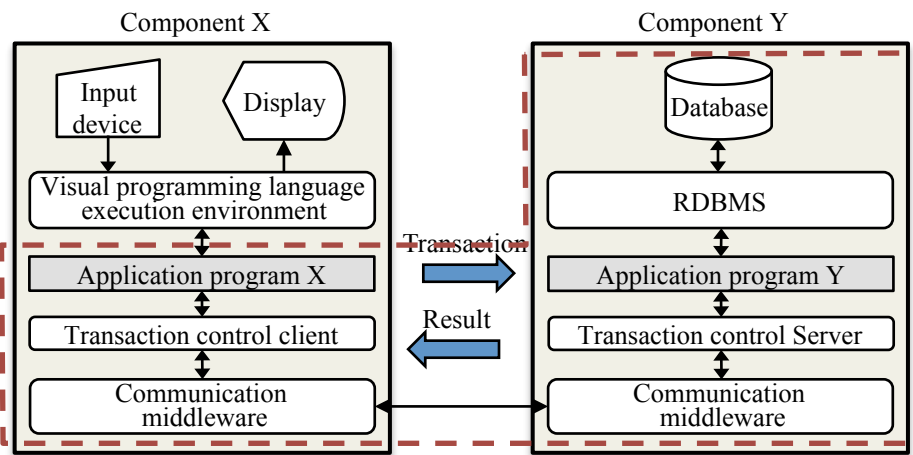 Component X
Input
device
Display
Visual programming language
execution environment
Application program X
Transaction control client
Communication
middleware
Transaction
Result
Component Y
Database
RDBMS
Application program Y
Transaction control Server
Communication
middleware